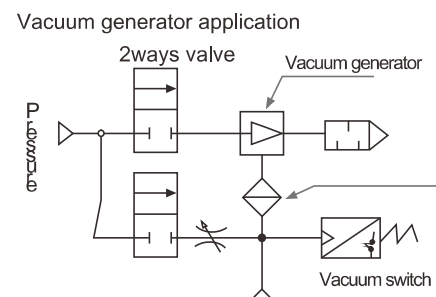 Vacuum generator application
2ways valve
Vacuum generator
Pressure
Vacuum switch